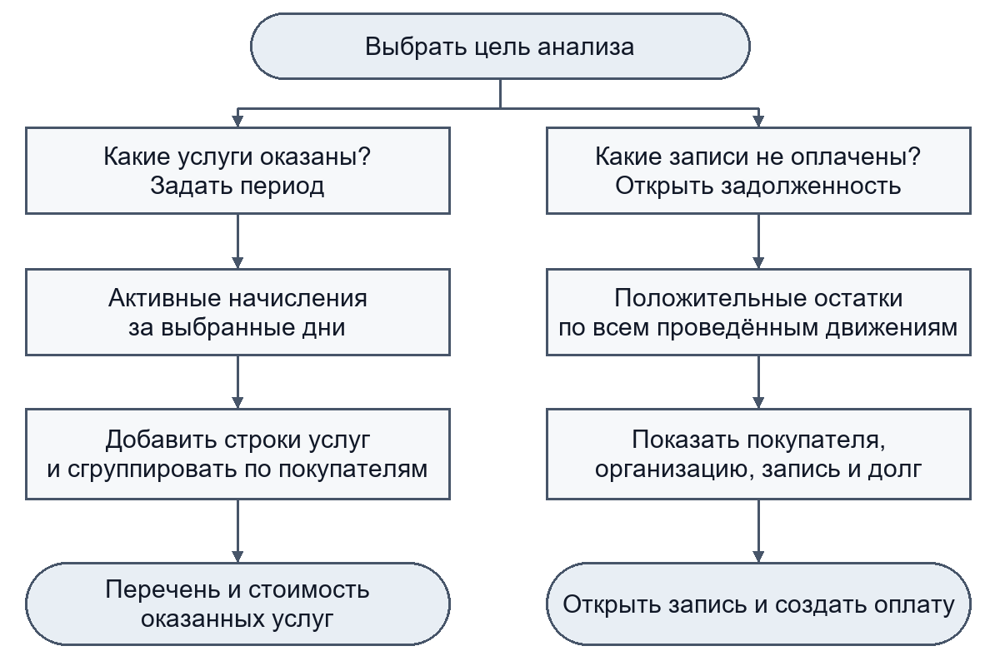 Выбрать цель анализа
Какие услуги оказаны?
Задать период
Какие записи не оплачены?
Открыть задолженность
Активные начисления
за выбранные дни
Положительные остатки
по всем проведённым движениям
Добавить строки услуг
и сгруппировать по покупателям
Показать покупателя,
организацию, запись и долг
Перечень и стоимость
оказанных услуг
Открыть запись и создать оплату